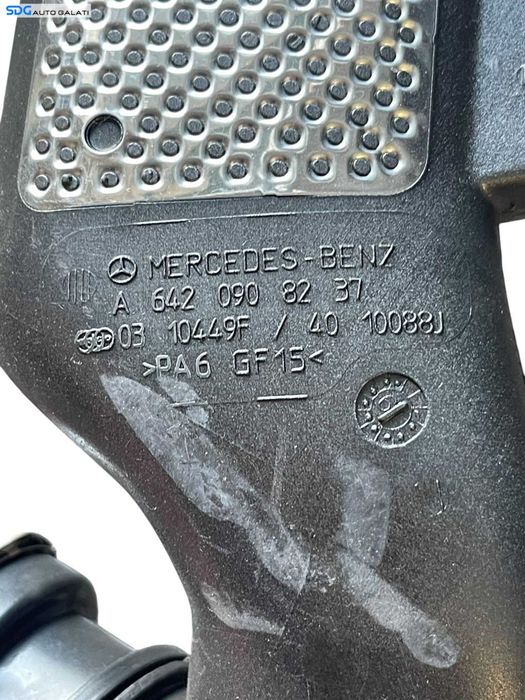 SDG AUTO GALATI
MERCEDES-BENZ
A 642 090 82 37
03 10449F / 40 10088J
>PA6 GF15<